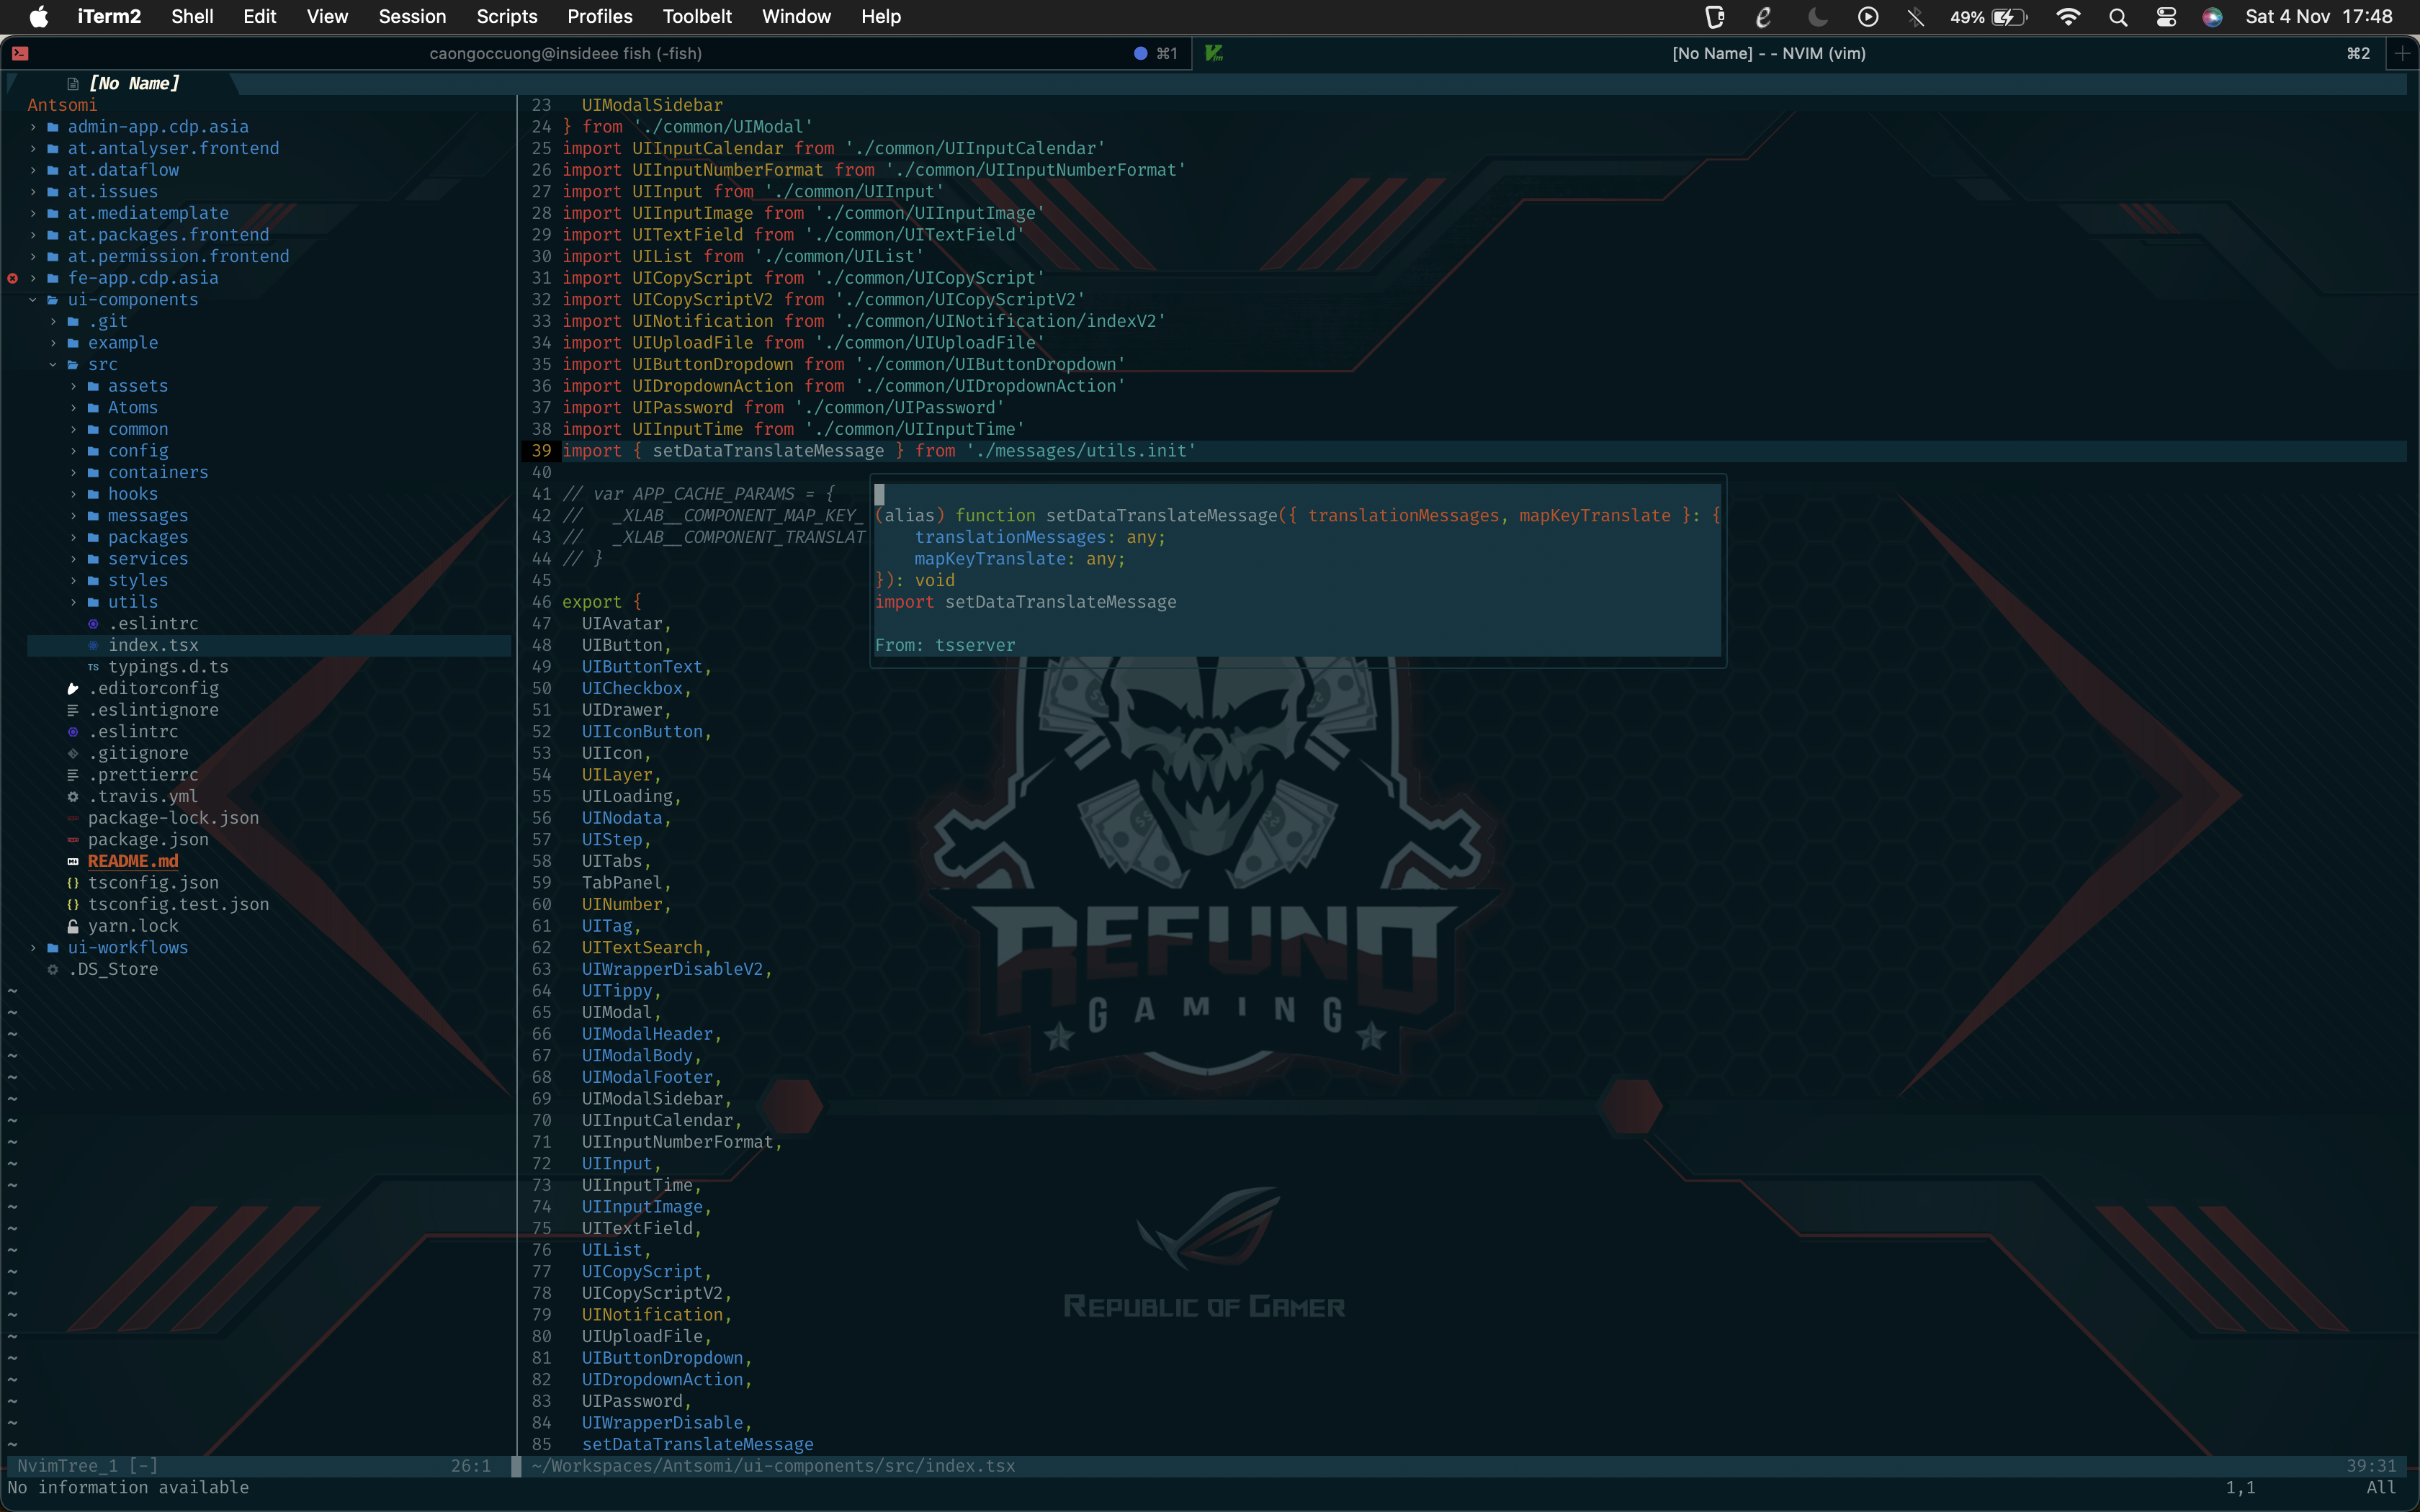 iTerm2 Shell Edit View Session Scripts Profiles Toolbelt Window Help 49% Sat 4 Nov 17:48
caongoccuong@insideee fish (-fish) ⌘1 [No Name] - - NVIM (vim) ⌘2
[No Name]
Antsomi
admin-app.cdp.asia
at.antalyser.frontend
at.dataflow
at.issues
at.mediatemplate
at.packages.frontend
at.permission.frontend
fe-app.cdp.asia
ui-components
.git
example
src
assets
Atoms
common
config
containers
hooks
messages
packages
services
styles
utils
.eslintrc
index.tsx
TS typings.d.ts
.editorconfig
.eslintignore
.eslintrc
.gitignore
.prettierrc
.travis.yml
package-lock.json
package.json
README.md
{} tsconfig.json
{} tsconfig.test.json
yarn.lock
ui-workflows
.DS_Store
23 UIModalSidebar
24 } from './common/UIModal'
25 import UIInputCalendar from './common/UIInputCalendar'
26 import UIInputNumberFormat from './common/UIInputNumberFormat'
27 import UIInput from './common/UIInput'
28 import UIInputImage from './common/UIInputImage'
29 import UITextField from './common/UITextField'
30 import UIList from './common/UIList'
31 import UICopyScript from './common/UICopyScript'
32 import UICopyScriptV2 from './common/UICopyScriptV2'
33 import UINotification from './common/UINotification/indexV2'
34 import UIUploadFile from './common/UIUploadFile'
35 import UIButtonDropdown from './common/UIButtonDropdown'
36 import UIDropdownAction from './common/UIDropdownAction'
37 import UIPassword from './common/UIPassword'
38 import UIInputTime from './common/UIInputTime'
39 import { setDataTranslateMessage } from './messages/utils.init'
40
41 // var APP_CACHE_PARAMS = {
42 // _XLAB__COMPONENT_MAP_KEY_
43 // _XLAB__COMPONENT_TRANSLAT
44 // }
45
46 export {
47 UIAvatar,
48 UIButton,
49 UIButtonText,
50 UICheckbox,
51 UIDrawer,
52 UIIconButton,
53 UIIcon,
54 UILayer,
55 UILoading,
56 UINodata,
57 UIStep,
58 UITabs,
59 TabPanel,
60 UINumber,
61 UITag,
62 UITextSearch,
63 UIWrapperDisableV2,
64 UITippy,
65 UIModal,
66 UIModalHeader,
67 UIModalBody,
68 UIModalFooter,
69 UIModalSidebar,
70 UIInputCalendar,
71 UIInputNumberFormat,
72 UIInput,
73 UIInputTime,
74 UIInputImage,
75 UITextField,
76 UIList,
77 UICopyScript,
78 UICopyScriptV2,
79 UINotification,
80 UIUploadFile,
81 UIButtonDropdown,
82 UIDropdownAction,
83 UIPassword,
84 UIWrapperDisable,
85 setDataTranslateMessage
(alias) function setDataTranslateMessage({ translationMessages, mapKeyTranslate }: {
translationMessages: any;
mapKeyTranslate: any;
}): void
import setDataTranslateMessage
From: tsserver
REFUND
GAMING
REPUBLIC OF GAMER
NvimTree_1 [-] 26:1 ~/Workspaces/Antsomi/ui-components/src/index.tsx 39:31
No information available 1,1 All